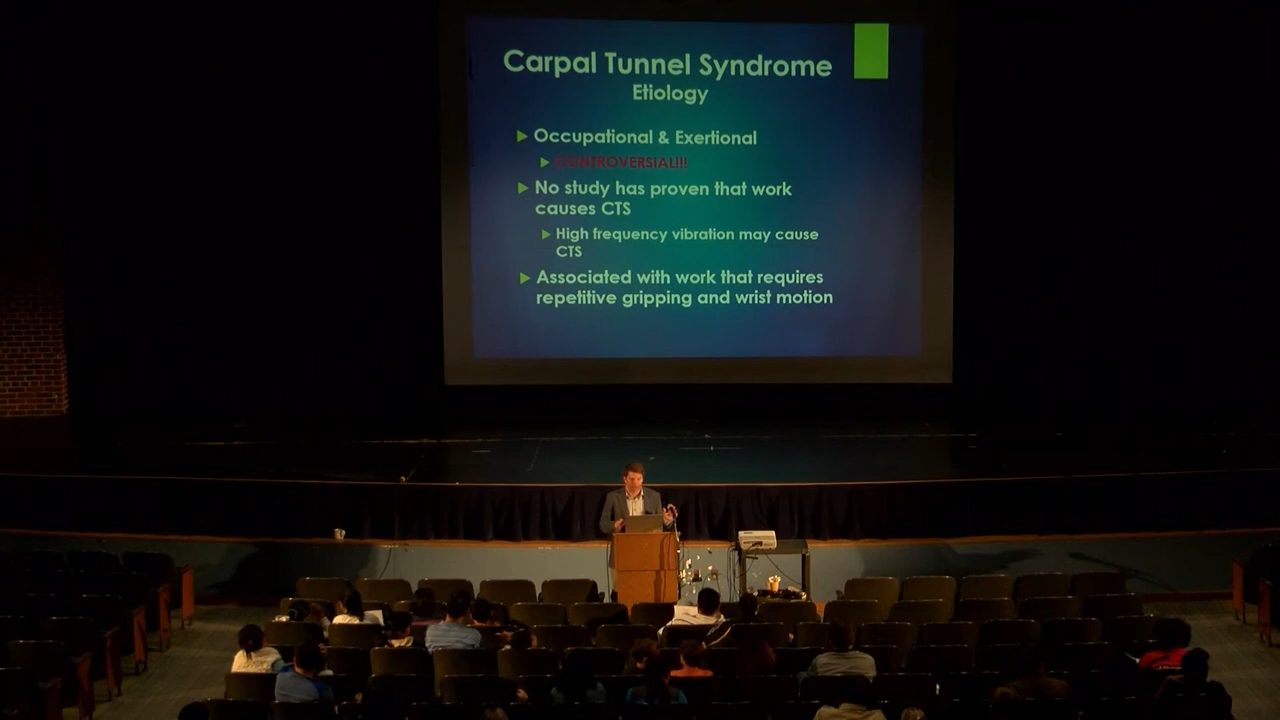 Carpal Tunnel Syndrome
Etiology
Occupational & Exertional
CONTROVERSIAL!!!
No study has proven that work
causes CTS
High frequency vibration may cause
CTS
Associated with work that requires
repetitive gripping and wrist motion